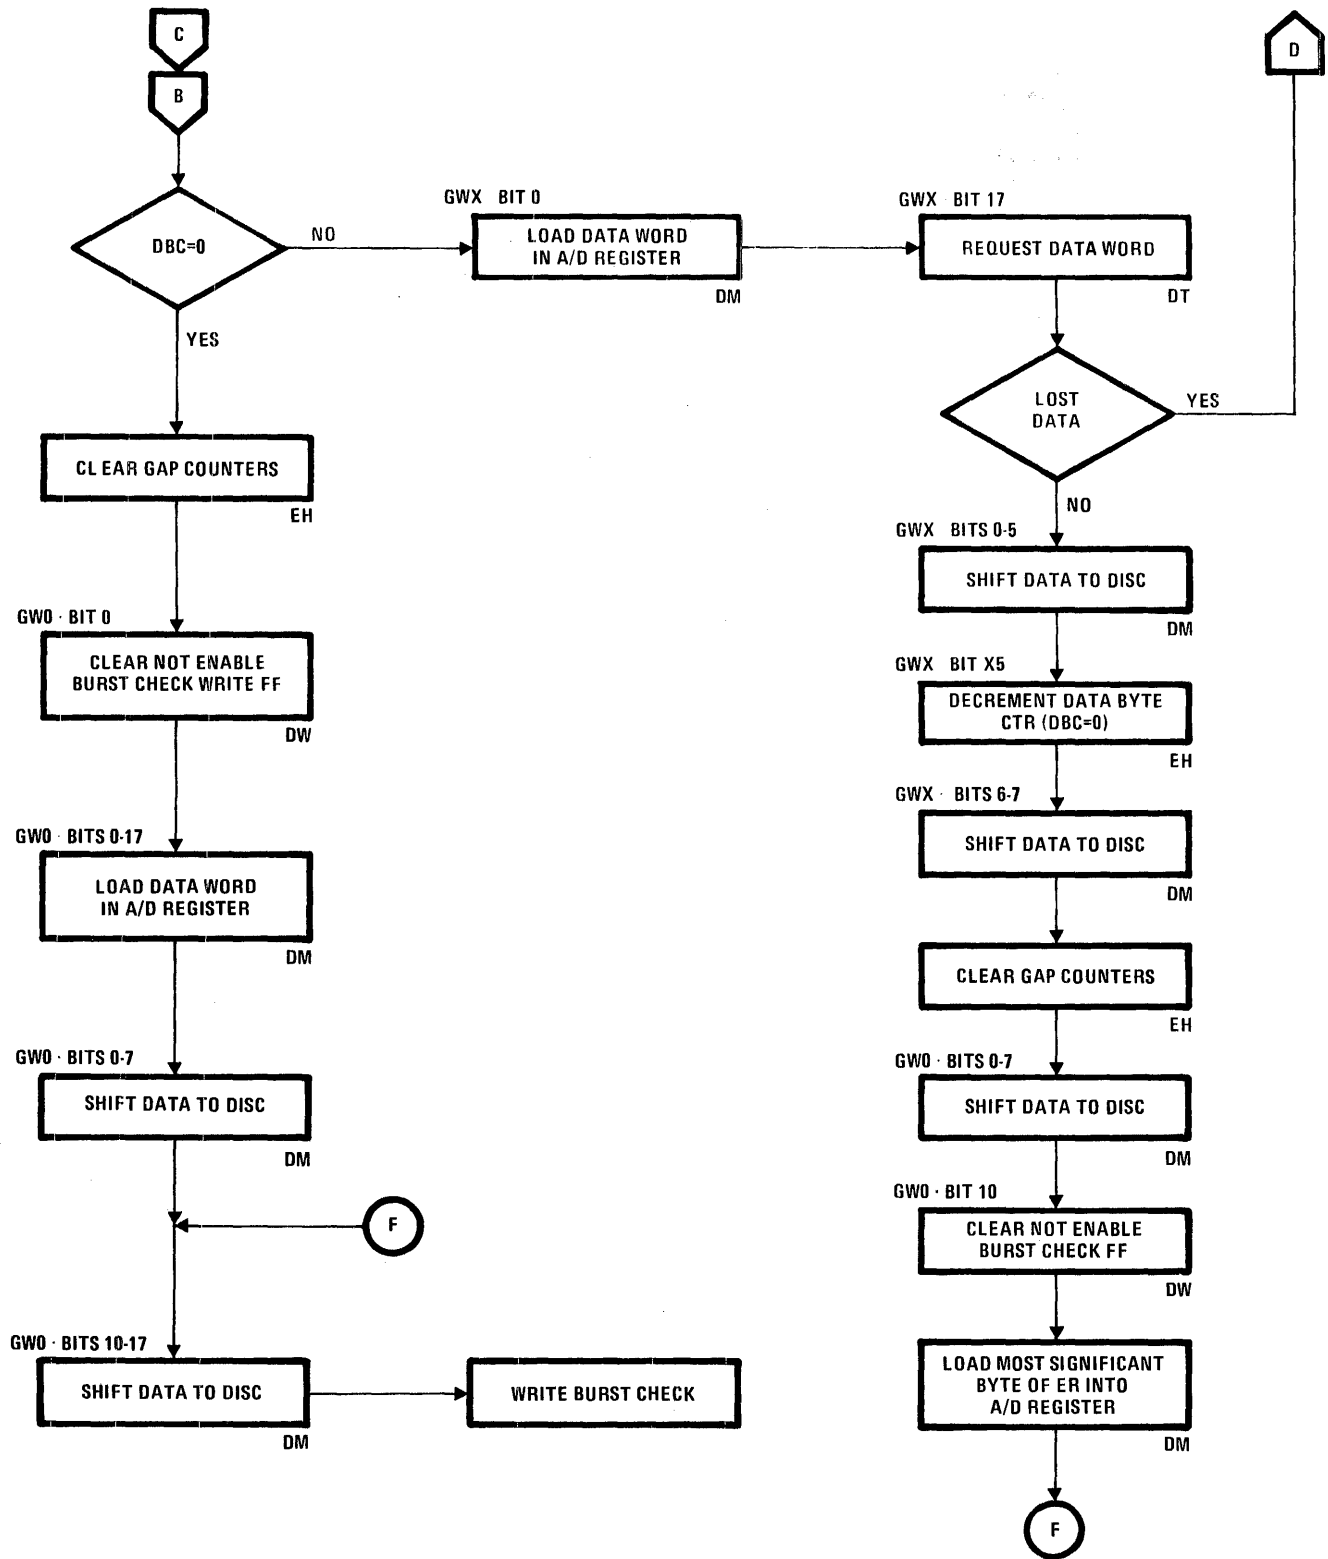 C
D
B
DBC=0
NO
GWX BIT 0
LOAD DATA WORD
IN A/D REGISTER
DM
GWX · BIT 17
REQUEST DATA WORD
DT
YES
LOST
DATA
YES
NO
CLEAR GAP COUNTERS
EH
GWX BITS 0-5
SHIFT DATA TO DISC
DM
GW0 · BIT 0
CLEAR NOT ENABLE
BURST CHECK WRITE FF
DW
GWX BIT X5
DECREMENT DATA BYTE
CTR (DBC=0)
EH
GWX · BITS 6-7
SHIFT DATA TO DISC
DM
GW0 · BITS 0-17
LOAD DATA WORD
IN A/D REGISTER
DM
CLEAR GAP COUNTERS
EH
GW0 · BITS 0-7
SHIFT DATA TO DISC
DM
GW0 · BITS 0-7
SHIFT DATA TO DISC
DM
F
GW0 · BIT 10
CLEAR NOT ENABLE
BURST CHECK FF
DW
GW0 · BITS 10-17
SHIFT DATA TO DISC
DM
WRITE BURST CHECK
LOAD MOST SIGNIFICANT
BYTE OF ER INTO
A/D REGISTER
DM
F